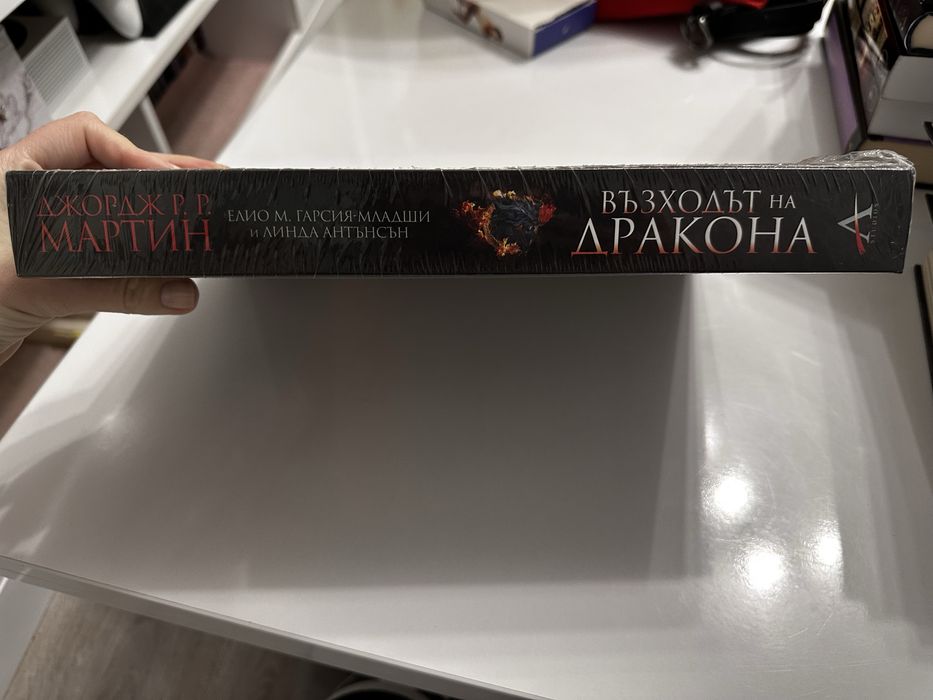 ДЖОРДЖ Р. Р.
МАРТИН
ЕЛИО М. ГАРСИЯ-МЛАДШИ
И ЛИНДА АНТЪНСЪН
ВЪЗХОДЪТ НА
ДРАКОНА